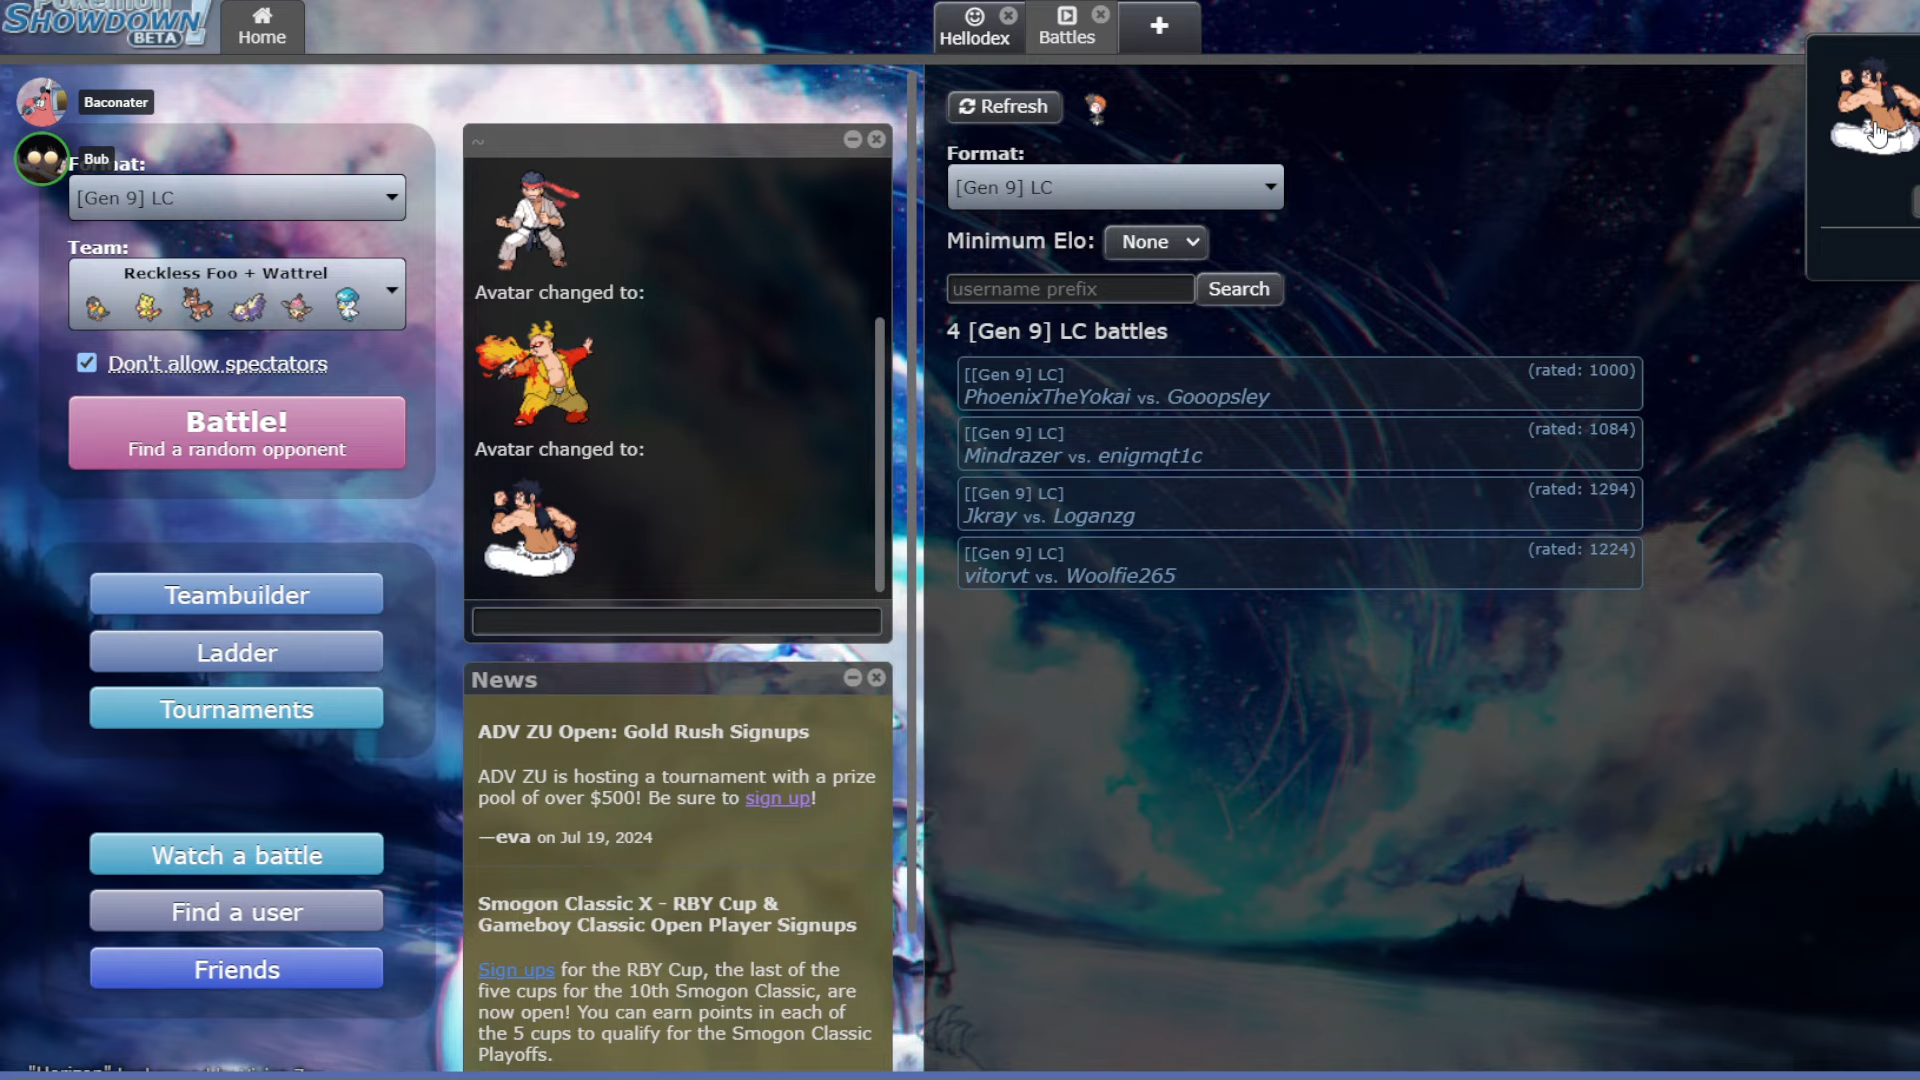 Pokémon
SHOWDOWN!
BETA
Home
Hellodex
Battles
Baconater
Bub
Format:
[Gen 9] LC
Team:
Reckless Foo + Wattrel
Don't allow spectators
Battle!
Find a random opponent
Teambuilder
Ladder
Tournaments
Watch a battle
Find a user
Friends
~
Avatar changed to:
Avatar changed to:
News
ADV ZU Open: Gold Rush Signups
ADV ZU is hosting a tournament with a prize
pool of over $500! Be sure to sign up!
—eva on Jul 19, 2024
Smogon Classic X - RBY Cup &
Gameboy Classic Open Player Signups
Sign ups for the RBY Cup, the last of the
five cups for the 10th Smogon Classic, are
now open! You can earn points in each of
the 5 cups to qualify for the Smogon Classic
Playoffs.
Refresh
Format:
[Gen 9] LC
Minimum Elo: None
username prefix Search
4 [Gen 9] LC battles
[[Gen 9] LC] (rated: 1000)
PhoenixTheYokai vs. Gooopsley
[[Gen 9] LC] (rated: 1084)
Mindrazer vs. enigmqt1c
[[Gen 9] LC] (rated: 1294)
Jkray vs. Loganzg
[[Gen 9] LC] (rated: 1224)
vitorvt vs. Woolfie265